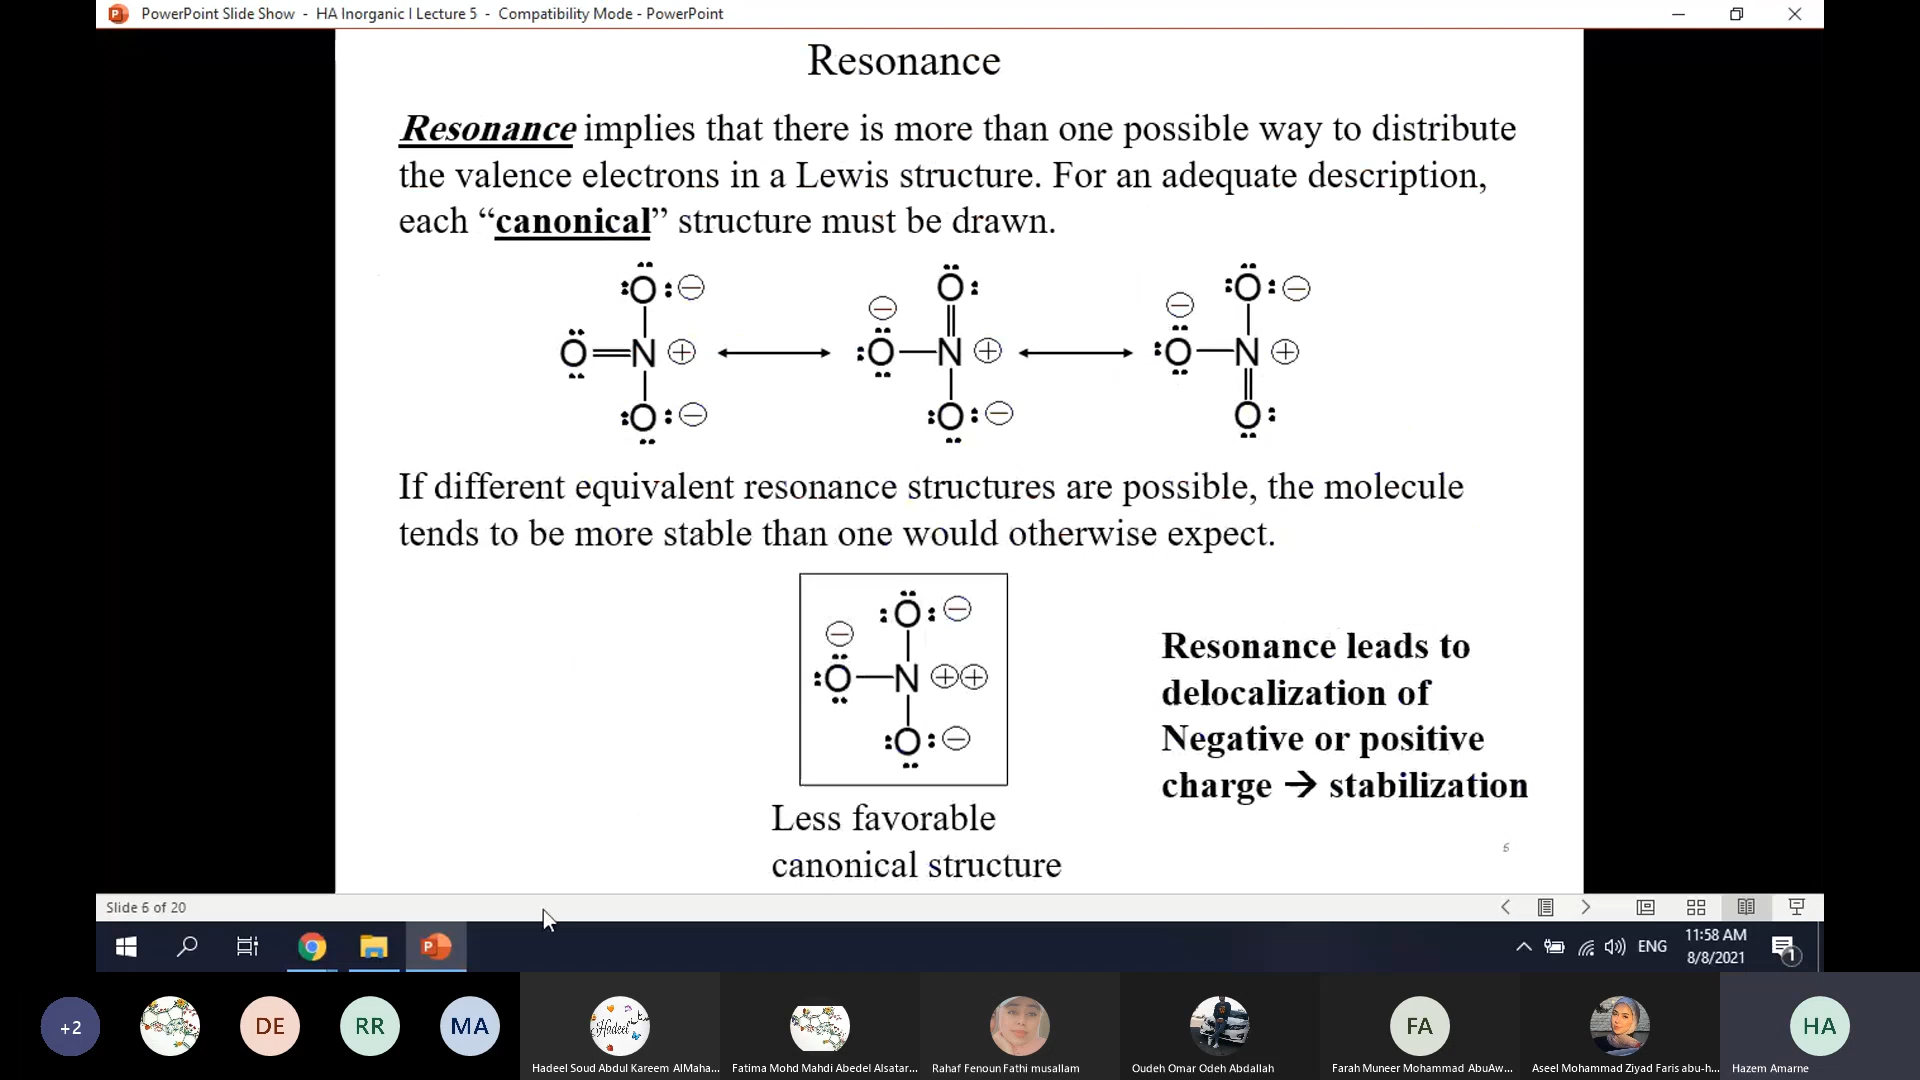 PowerPoint Slide Show - HA Inorganic I Lecture 5 - Compatibility Mode - PowerPoint
Resonance
Resonance implies that there is more than one possible way to distribute
the valence electrons in a Lewis structure. For an adequate description,
each “canonical” structure must be drawn.
O O O
O N O N O N
O O O
If different equivalent resonance structures are possible, the molecule
tends to be more stable than one would otherwise expect.
O
O N
O
Less favorable
canonical structure
Resonance leads to
delocalization of
Negative or positive
charge → stabilization
Slide 6 of 20
ENG
11:58 AM
8/8/2021
1
+2
DE
RR
MA
Hadeel
FA
HA
Hadeel Soud Abdul Kareem AlMaha...
Fatima Mohd Mahdi Abedel Alsatar...
Rahaf Fenoun Fathi musallam
Oudeh Omar Odeh Abdallah
Farah Muneer Mohammad AbuAw...
Aseel Mohammad Ziyad Faris abu-h...
Hazem Amarne